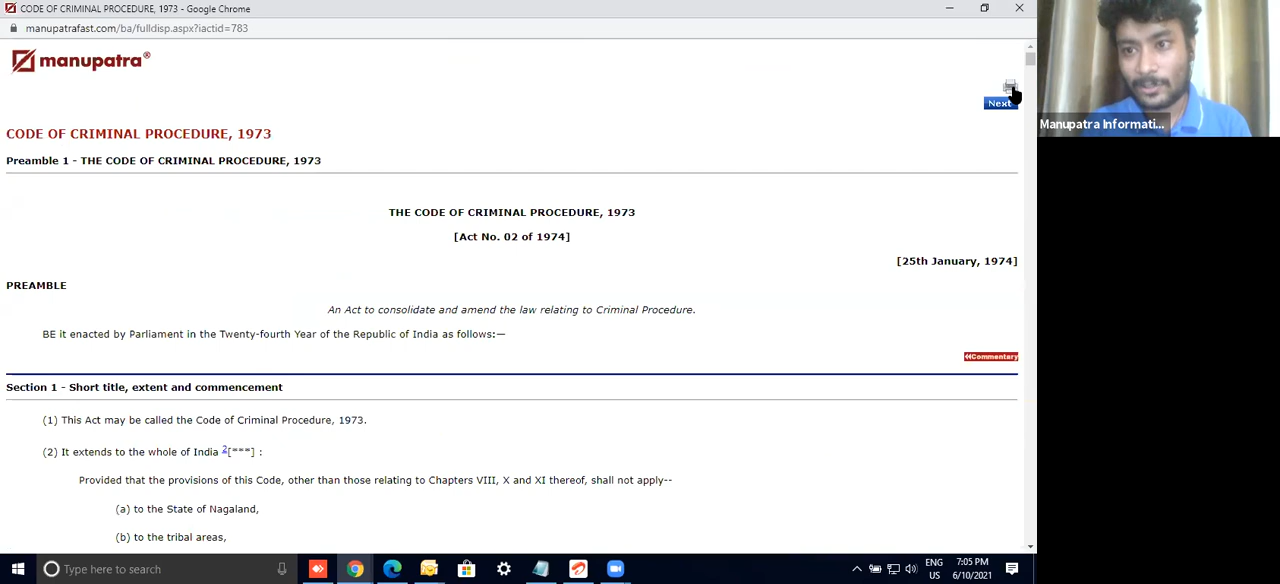 CODE OF CRIMINAL PROCEDURE, 1973 - Google Chrome
manupatrafast.com/ba/fulldisp.aspx?iactid=783
manupatra®
Next
Manupatra Informati...
CODE OF CRIMINAL PROCEDURE, 1973
Preamble 1 - THE CODE OF CRIMINAL PROCEDURE, 1973
THE CODE OF CRIMINAL PROCEDURE, 1973
[Act No. 02 of 1974]
[25th January, 1974]
PREAMBLE
An Act to consolidate and amend the law relating to Criminal Procedure.
BE it enacted by Parliament in the Twenty-fourth Year of the Republic of India as follows:—
Commentary
Section 1 - Short title, extent and commencement
(1) This Act may be called the Code of Criminal Procedure, 1973.
(2) It extends to the whole of India 2[***] :
Provided that the provisions of this Code, other than those relating to Chapters VIII, X and XI thereof, shall not apply--
(a) to the State of Nagaland,
(b) to the tribal areas,
Type here to search
ENG
US
7:05 PM
6/10/2021